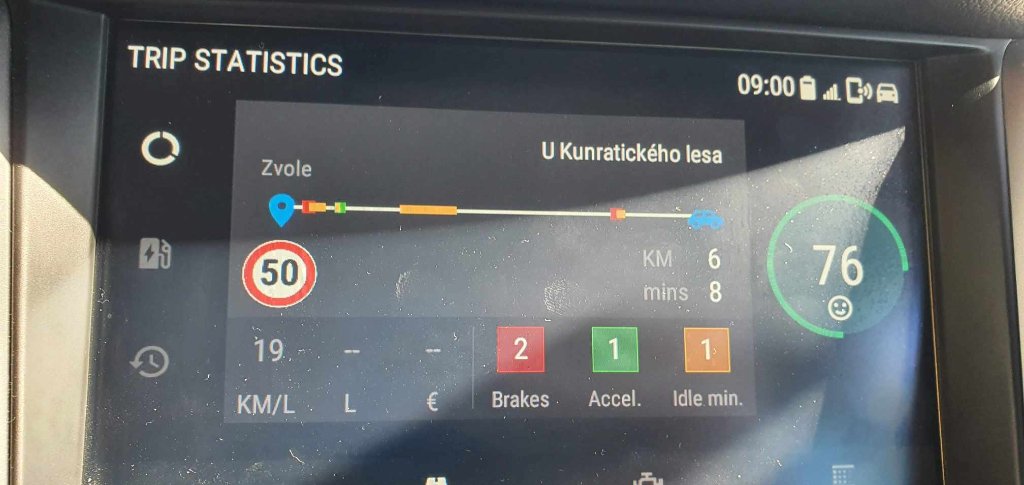 TRIP STATISTICS
09:00
U Kunratického lesa
Zvole
50
KM 6
mins 8
76
19 -- --
KM/L L €
2 1 1
Brakes Accel. Idle min.